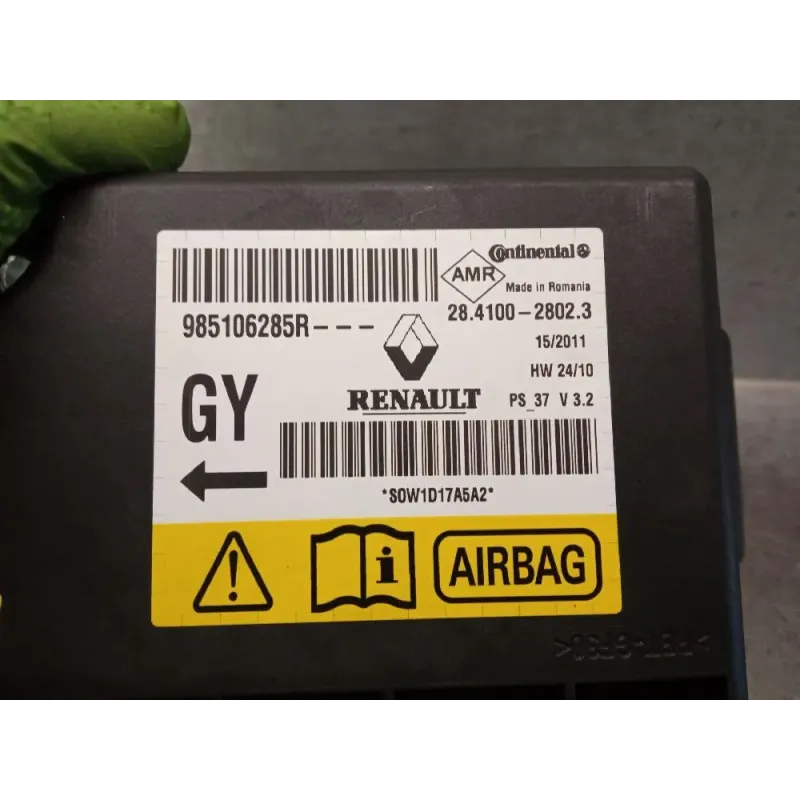 Continental
AMR
Made in Romania
985106285R---
28.4100-2802.3
15/2011
HW 24/10
GY
RENAULT
PS_37 V 3.2
*S0W1D17A5A2*
i
AIRBAG